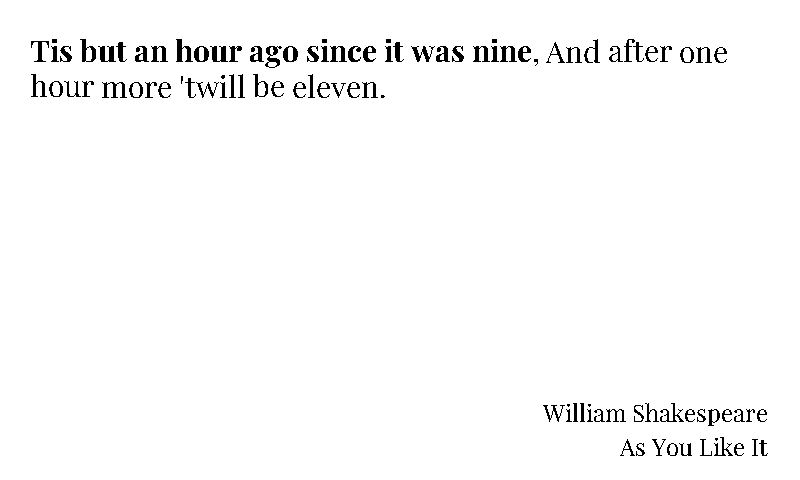 Tis but an hour ago since it was nine, And after one
hour more 'twill be eleven.
William Shakespeare
As You Like It